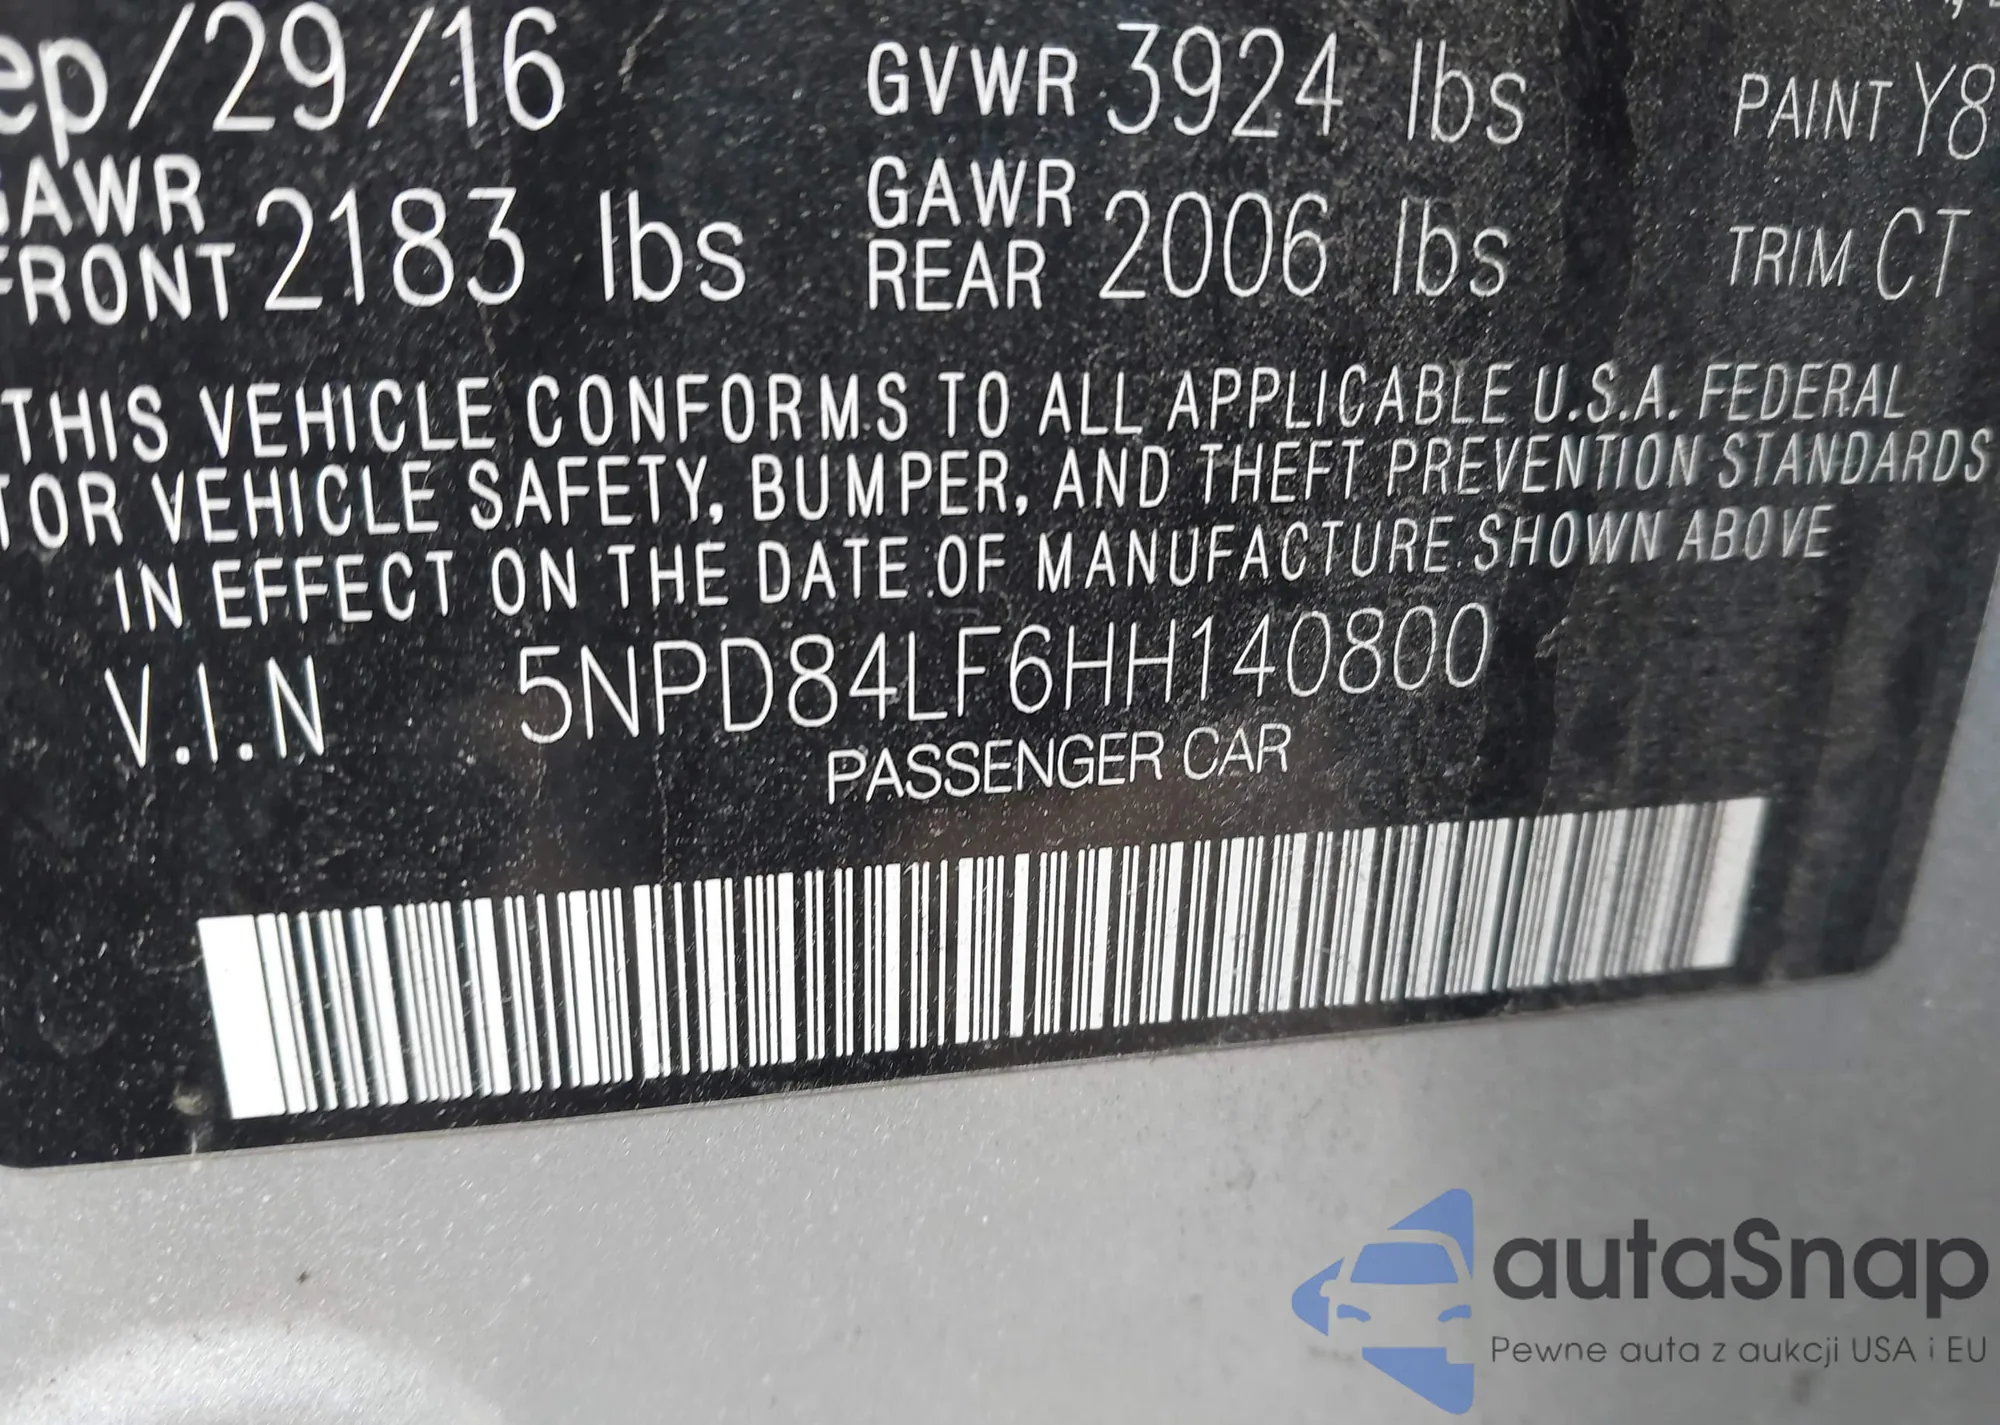 ep/29/16 GVWR 3924 lbs PAINT Y8
GAWR FRONT 2183 lbs GAWR REAR 2006 lbs TRIM CT
THIS VEHICLE CONFORMS TO ALL APPLICABLE U.S.A. FEDERAL
TOR VEHICLE SAFETY, BUMPER, AND THEFT PREVENTION STANDARDS
IN EFFECT ON THE DATE OF MANUFACTURE SHOWN ABOVE
V.I.N 5NPD84LF6HH140800
PASSENGER CAR
autaSnap
Pewne auta z aukcji USA i EU